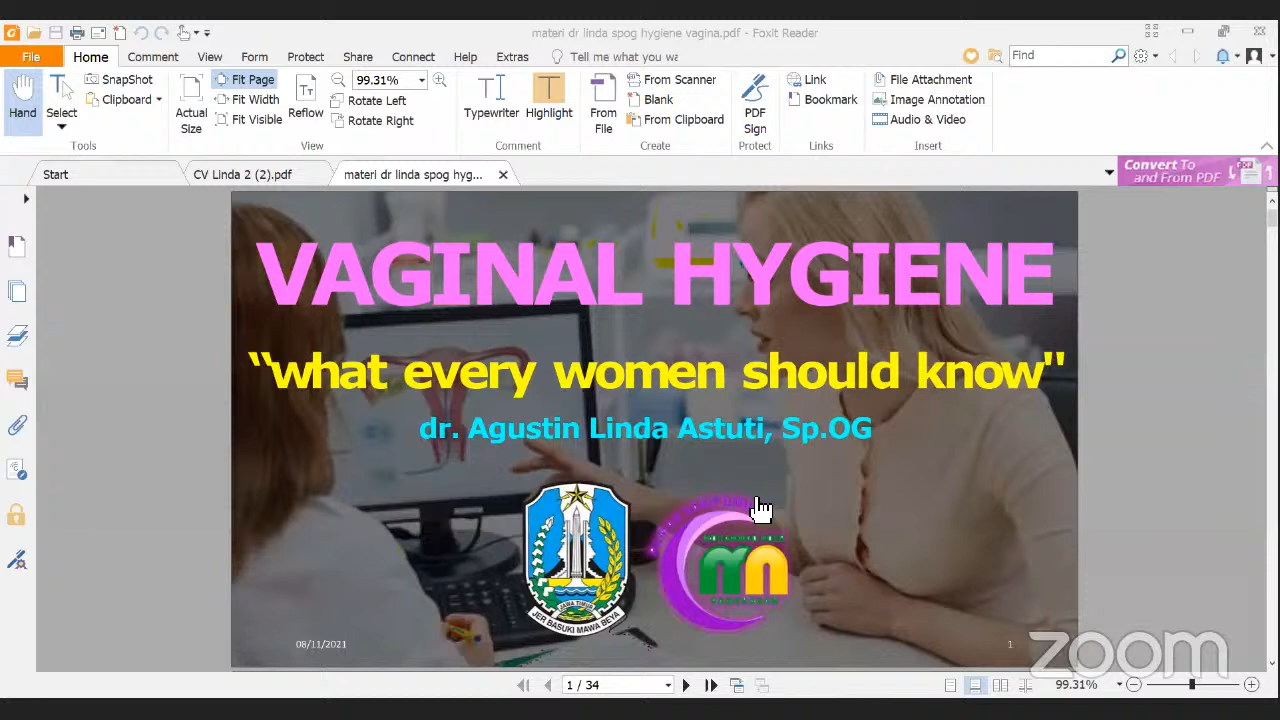 materi dr linda spog hygiene vagina.pdf - Foxit Reader
File Home Comment View Form Protect Share Connect Help Extras Tell me what you wa Find
Hand
Select
SnapShot
Clipboard
Tools
Actual Size
Fit Page
Fit Width
Fit Visible
Reflow
99.31%
Rotate Left
Rotate Right
View
Typewriter
Highlight
Comment
From File
From Scanner
Blank
From Clipboard
Create
PDF Sign
Protect
Link
Bookmark
Links
File Attachment
Image Annotation
Audio & Video
Insert
Start
CV Linda 2 (2).pdf
materi dr linda spog hyg...
Convert To
and From PDF
VAGINAL HYGIENE
“what every women should know"
dr. Agustin Linda Astuti, Sp.OG
JAWA TIMUR
JER BASUKI MAWA BEYA
08/11/2021
1
zoom
1 / 34
99.31%